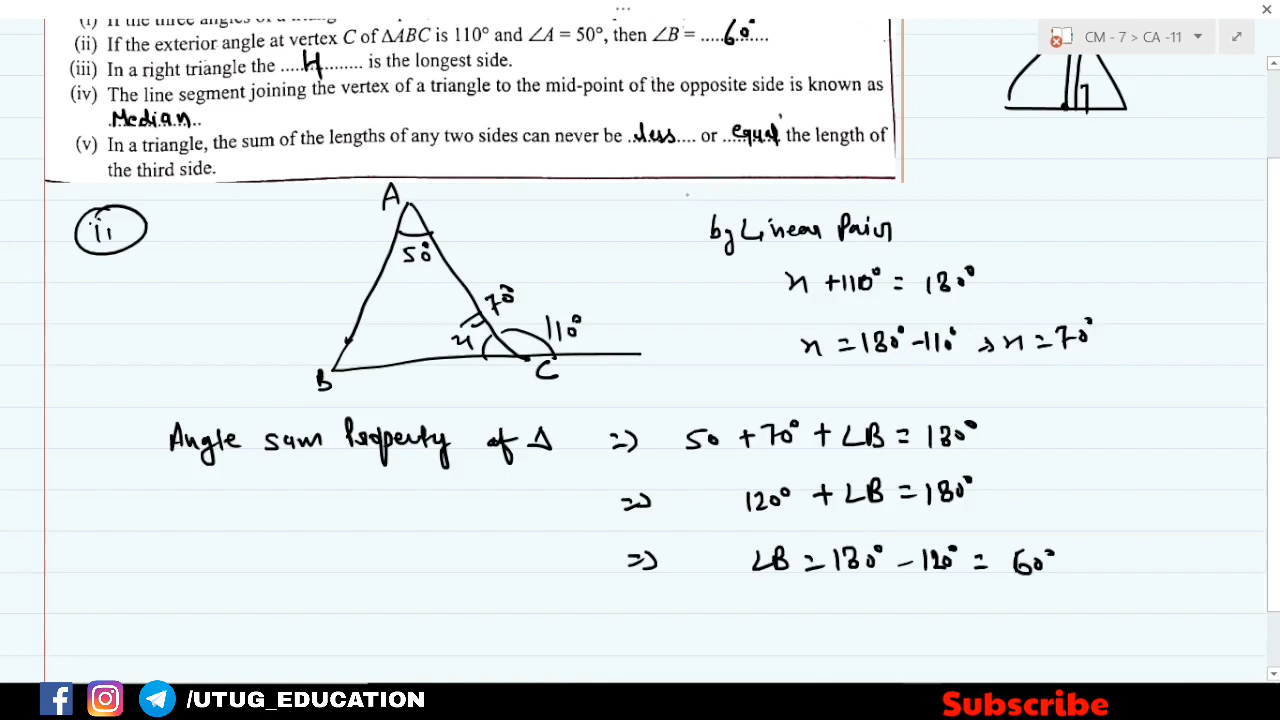 (ii) If the exterior angle at vertex C of ΔABC is 110° and ∠A = 50°, then ∠B = .....60°.......
(iii) In a right triangle the .....H......... is the longest side.
(iv) The line segment joining the vertex of a triangle to the mid-point of the opposite side is known as
.Median..
(v) In a triangle, the sum of the lengths of any two sides can never be ..less.... or ..equal.. the length of
the third side.
CM - 7 > CA -11
ii
A
50°
70°
x
110°
B
C
by Linear Pair
x + 110° = 180°
x = 180° - 110° ⇒ x = 70°
Angle sum Property of Δ ⇒ 50 + 70° + ∠B = 180°
⇒ 120° + ∠B = 180°
⇒ ∠B = 180° - 120° = 60°
/UTUG_EDUCATION
Subscribe